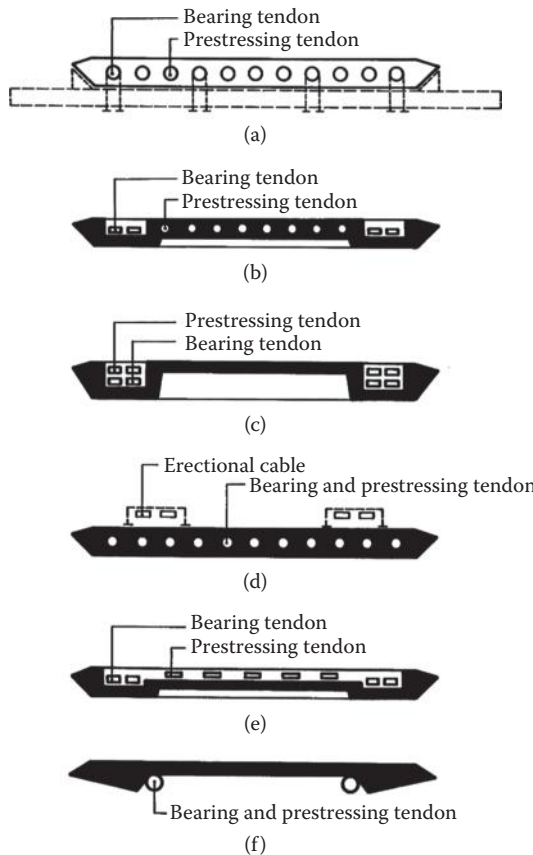 Bearing tendon
Prestressing tendon
(a)
Bearing tendon
Prestressing tendon
(b)
Prestressing tendon
Bearing tendon
(c)
Erectional cable
Bearing and prestressing tendon
(d)
Bearing tendon
Prestressing tendon
(e)
Bearing and prestressing tendon
(f)